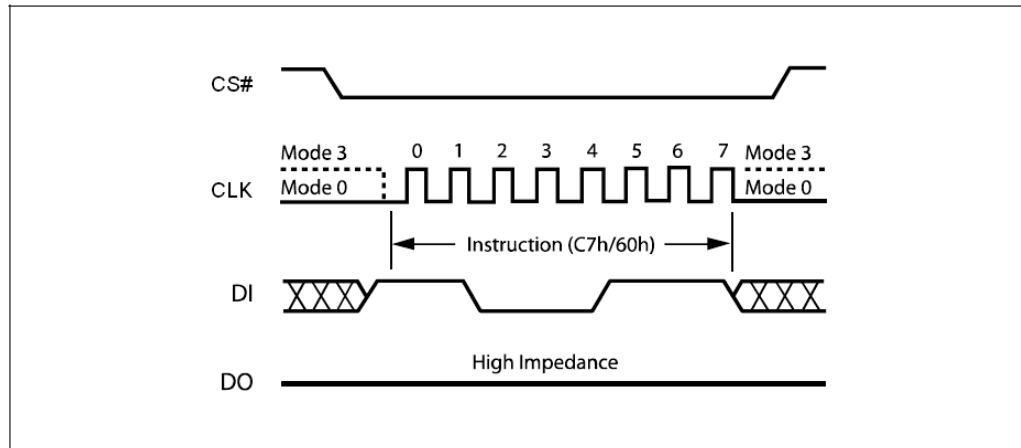 CS#
0 1 2 3 4 5 6 7
Mode 3 Mode 3
CLK Mode 0 Mode 0
Instruction (C7h/60h)
DI
High Impedance
DO